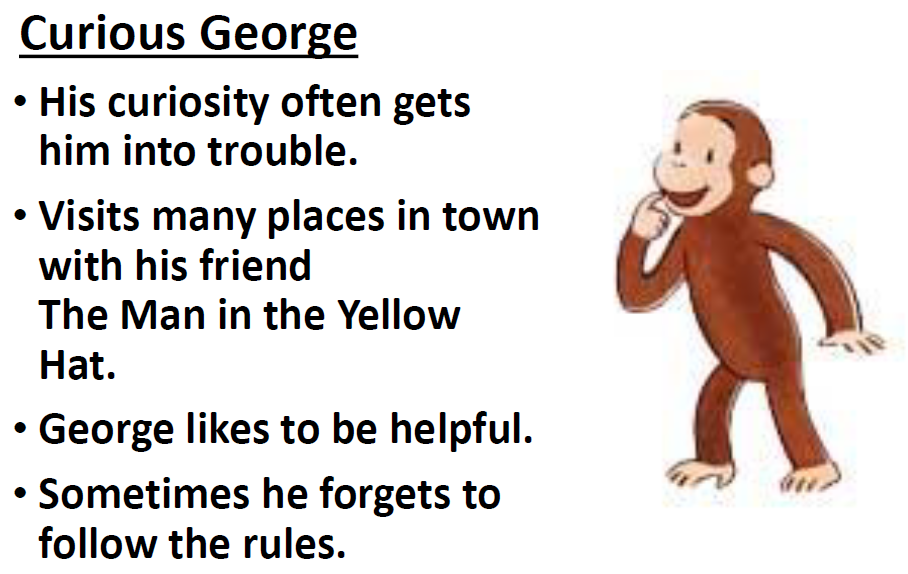 Curious George
• His curiosity often gets
him into trouble.
• Visits many places in town
with his friend
The Man in the Yellow
Hat.
• George likes to be helpful.
• Sometimes he forgets to
follow the rules.